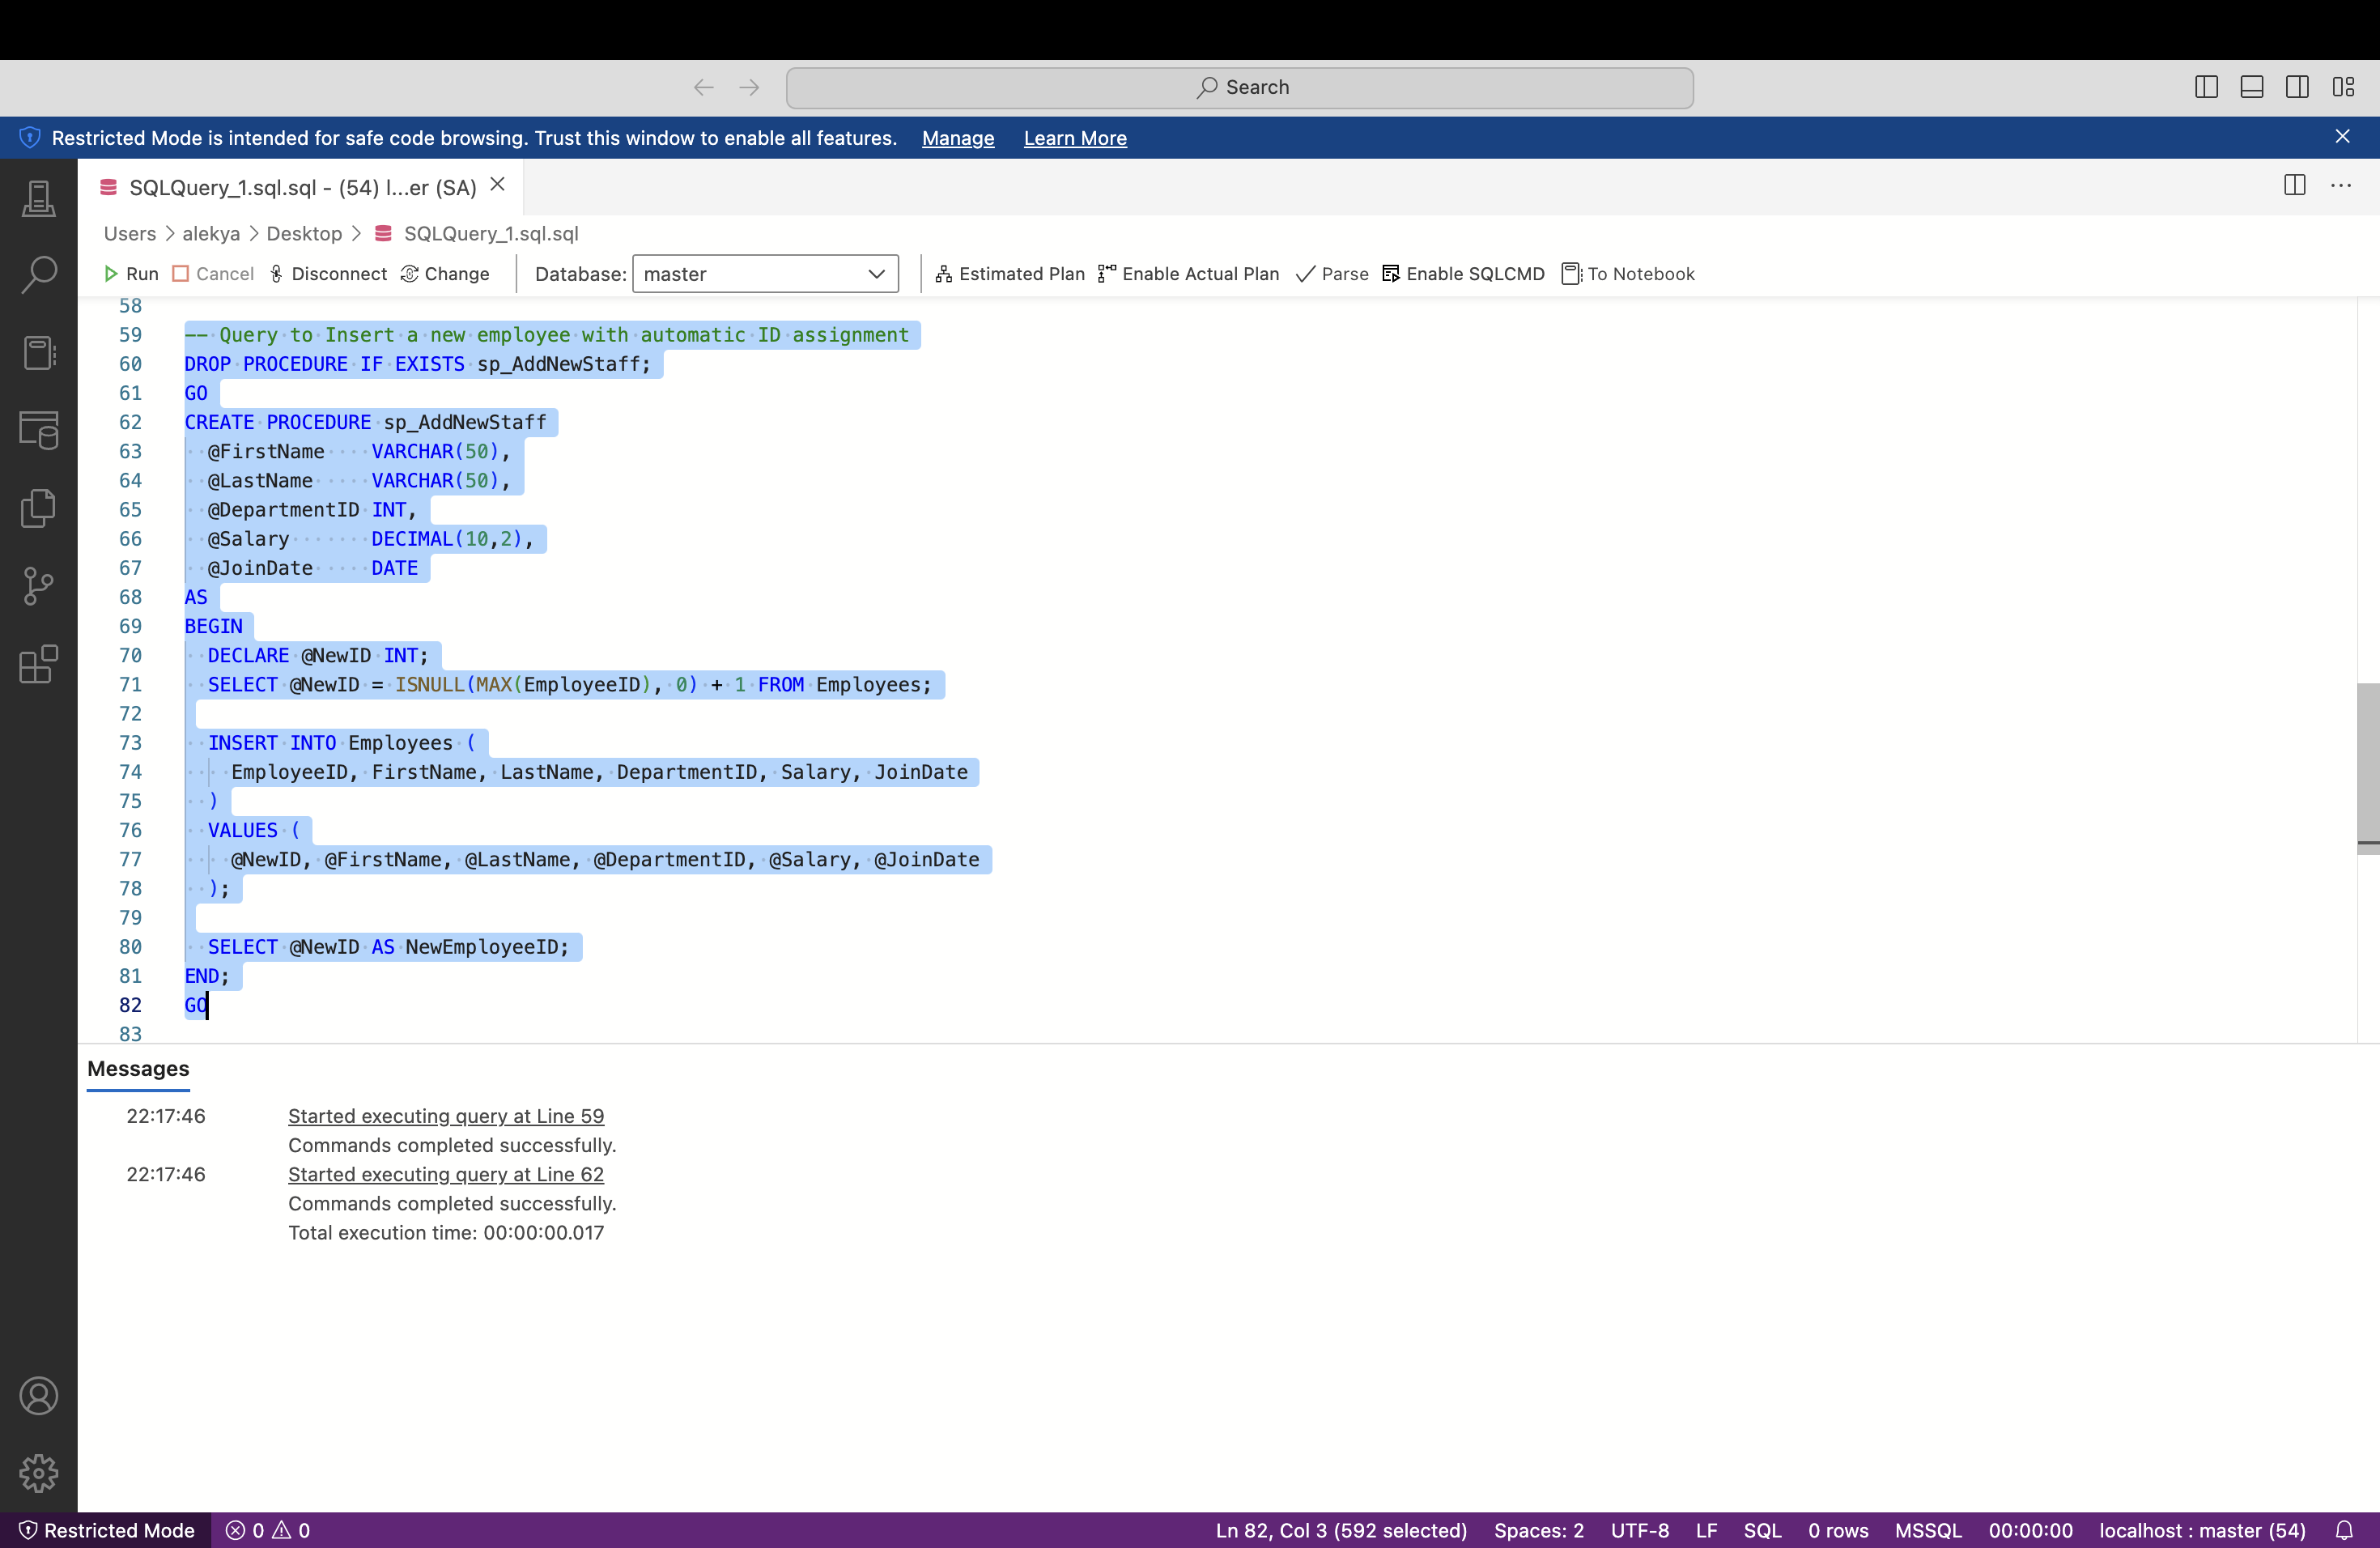 Search
Restricted Mode is intended for safe code browsing. Trust this window to enable all features. Manage Learn More
SQLQuery_1.sql.sql - (54) l...er (SA)
Users > alekya > Desktop > SQLQuery_1.sql.sql
Run Cancel Disconnect Change Database: master Estimated Plan Enable Actual Plan Parse Enable SQLCMD To Notebook
58
59 -- Query to Insert a new employee with automatic ID assignment
60 DROP PROCEDURE IF EXISTS sp_AddNewStaff;
61 GO
62 CREATE PROCEDURE sp_AddNewStaff
63   @FirstName    VARCHAR(50),
64   @LastName     VARCHAR(50),
65   @DepartmentID INT,
66   @Salary       DECIMAL(10,2),
67   @JoinDate     DATE
68 AS
69 BEGIN
70   DECLARE @NewID INT;
71   SELECT @NewID = ISNULL(MAX(EmployeeID), 0) + 1 FROM Employees;
72
73   INSERT INTO Employees (
74     EmployeeID, FirstName, LastName, DepartmentID, Salary, JoinDate
75   )
76   VALUES (
77     @NewID, @FirstName, @LastName, @DepartmentID, @Salary, @JoinDate
78   );
79
80   SELECT @NewID AS NewEmployeeID;
81 END;
82 GO
83
Messages
22:17:46 Started executing query at Line 59
Commands completed successfully.
22:17:46 Started executing query at Line 62
Commands completed successfully.
Total execution time: 00:00:00.017
Restricted Mode 0 0 Ln 82, Col 3 (592 selected) Spaces: 2 UTF-8 LF SQL 0 rows MSSQL 00:00:00 localhost : master (54)